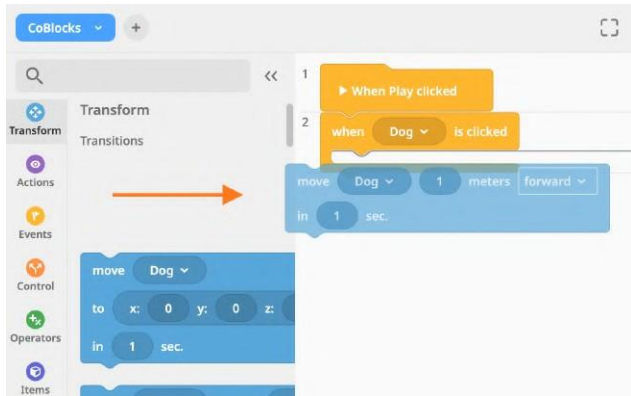 CoBlocks
+
1
When Play clicked
2
when Dog is clicked
move Dog 1 meters forward
in 1 sec.
Transform
Actions
Events
Control
Operators
Items
Transform
Transitions
move Dog
to x: 0 y: 0 z:
in 1 sec.